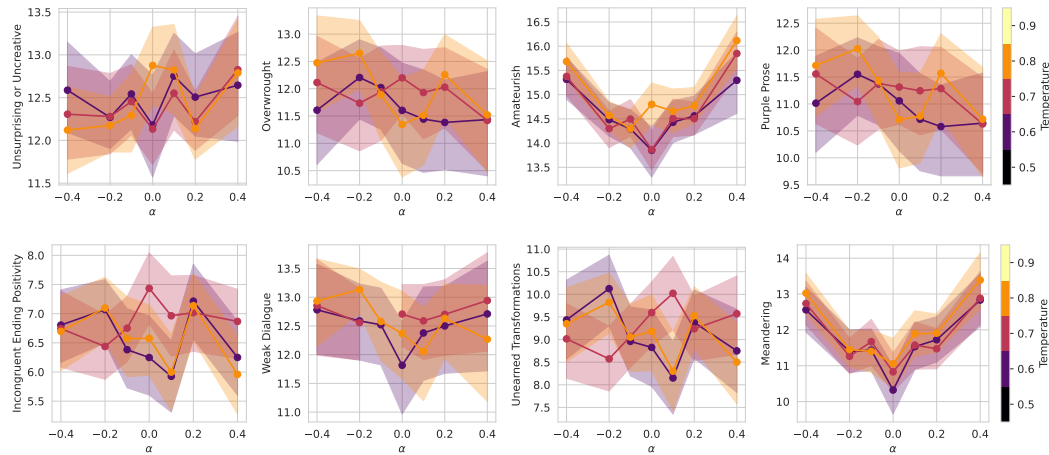 13.5
13.0
12.5
12.0
11.5
Unsurprising or Uncreative
−0.4 −0.2 0.0 0.2 0.4
α
13.0
12.5
12.0
11.5
11.0
10.5
Overwrought
−0.4 −0.2 0.0 0.2 0.4
α
16.5
16.0
15.5
15.0
14.5
14.0
13.5
Amateurish
−0.4 −0.2 0.0 0.2 0.4
α
12.5
12.0
11.5
11.0
10.5
10.0
9.5
Purple Prose
−0.4 −0.2 0.0 0.2 0.4
α
0.9
0.8
0.7
0.6
0.5
Temperature
8.0
7.5
7.0
6.5
6.0
5.5
Incongruent Ending Positivity
−0.4 −0.2 0.0 0.2 0.4
α
13.5
13.0
12.5
12.0
11.5
11.0
Weak Dialogue
−0.4 −0.2 0.0 0.2 0.4
α
11.0
10.5
10.0
9.5
9.0
8.5
8.0
7.5
Unearned Transformations
−0.4 −0.2 0.0 0.2 0.4
α
14
13
12
11
10
Meandering
−0.4 −0.2 0.0 0.2 0.4
α
0.9
0.8
0.7
0.6
0.5
Temperature